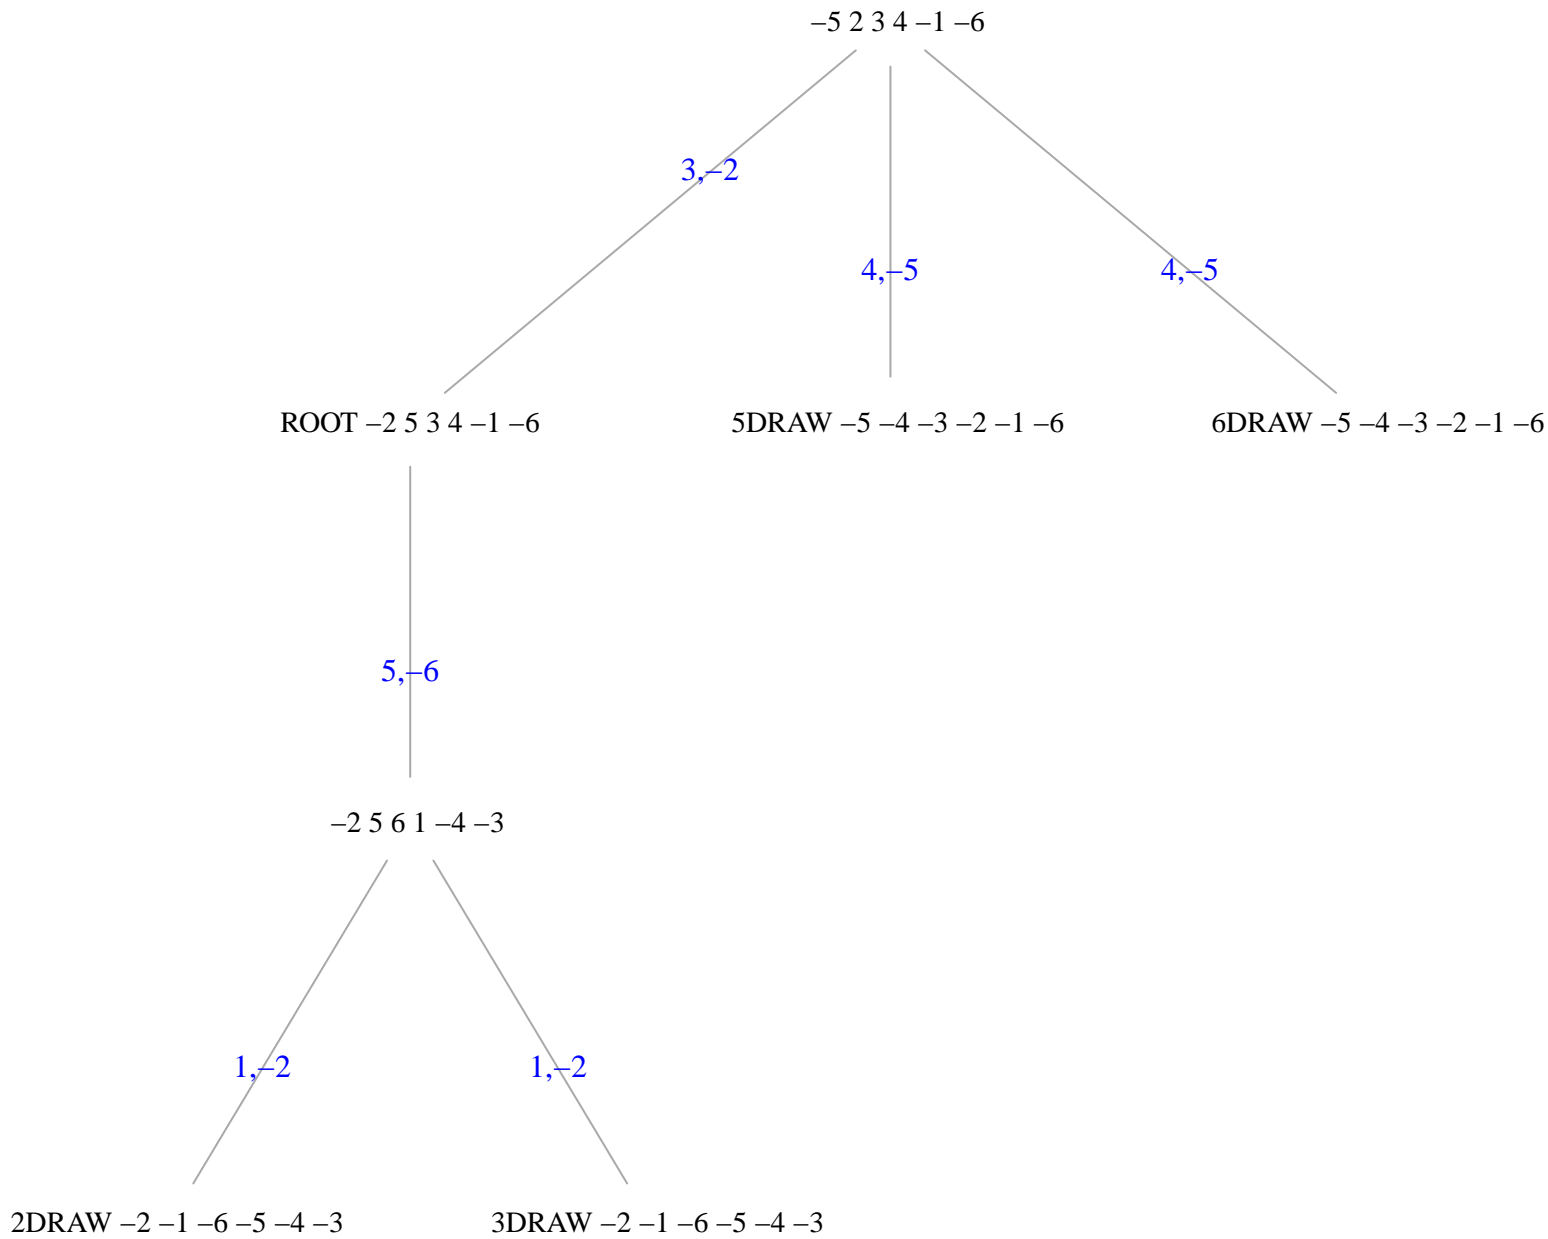 –5 2 3 4 –1 –6
3,–2
4,–5
4,–5
ROOT –2 5 3 4 –1 –6
5DRAW –5 –4 –3 –2 –1 –6
6DRAW –5 –4 –3 –2 –1 –6
5,–6
–2 5 6 1 –4 –3
1,–2
1,–2
2DRAW –2 –1 –6 –5 –4 –3
3DRAW –2 –1 –6 –5 –4 –3